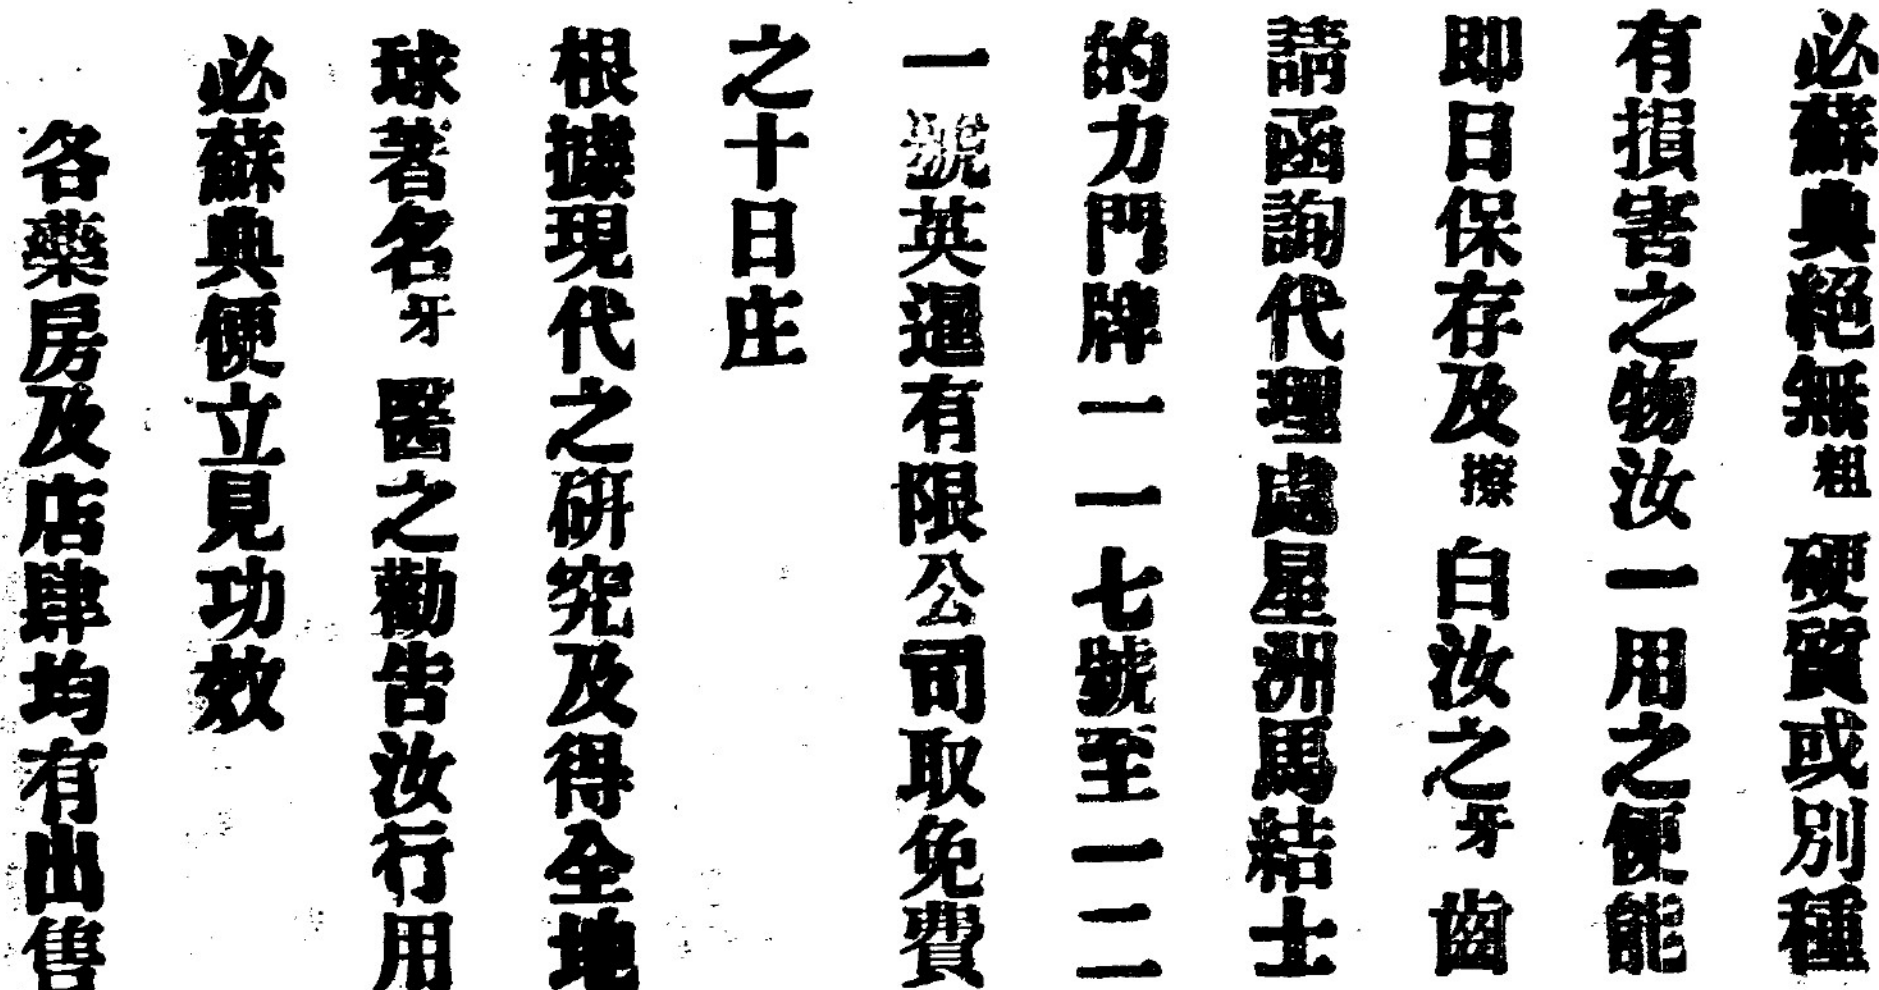 必蘇典絕無粗硬質或別種
有損害之物汝一用之便能
即日保存及擦白汝之牙齒
請函詢代理處星洲馬結士
的力門牌一一七號至一二
一號英暹有限公司取免費
之十日庄
根據現代之研究及得全地
球著名牙醫之勸告汝行用
必蘇典便立見功效
各藥房及店肆均有出售